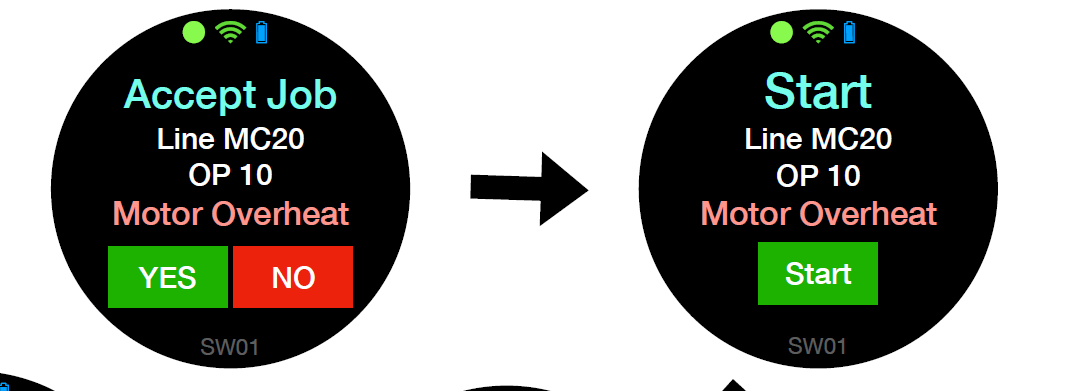 Accept Job
Line MC20
OP 10
Motor Overheat
YES NO
SW01
Start
Line MC20
OP 10
Motor Overheat
Start
SW01